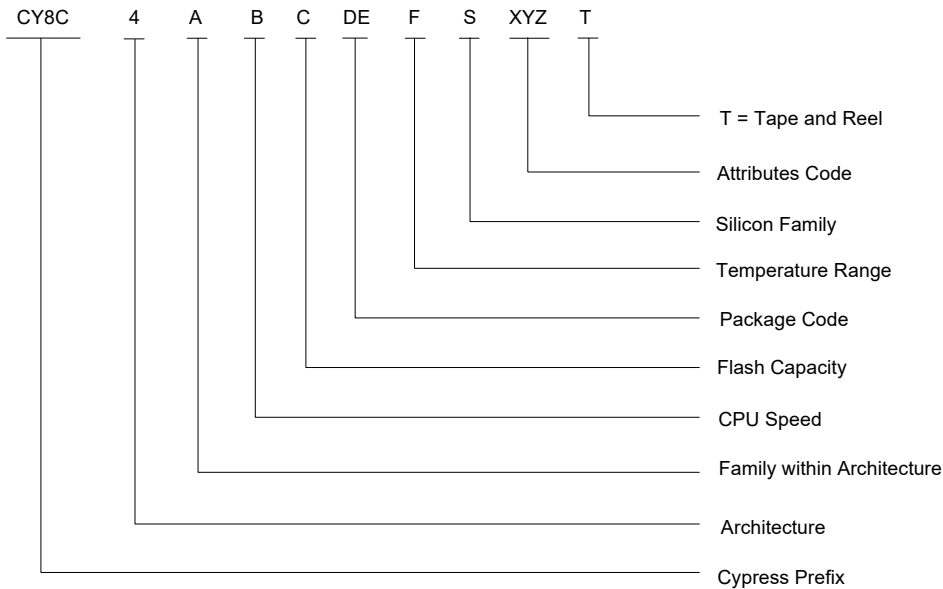 CY8C 4 A B C DE F S XYZ T
T = Tape and Reel
Attributes Code
Silicon Family
Temperature Range
Package Code
Flash Capacity
CPU Speed
Family within Architecture
Architecture
Cypress Prefix